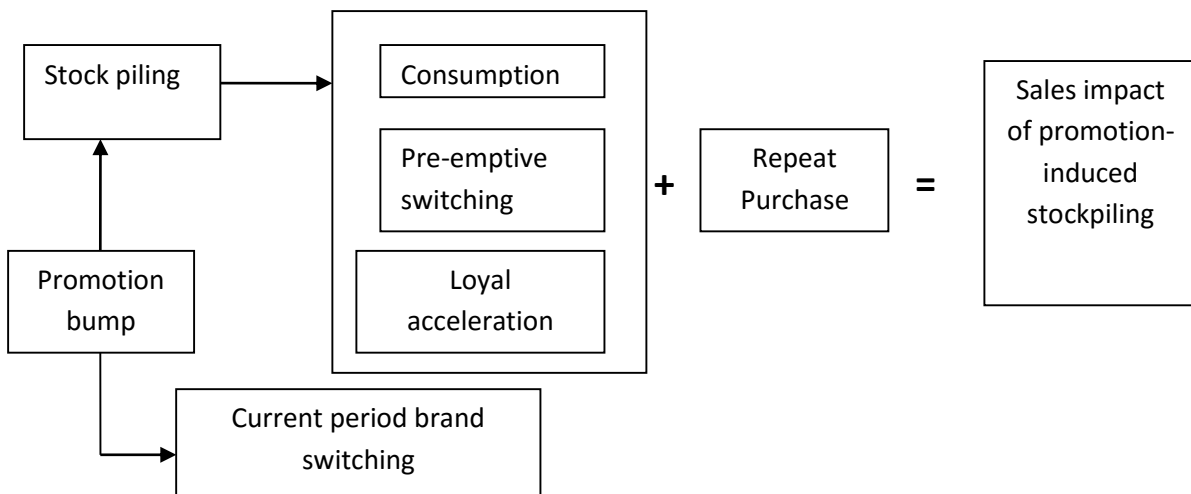 Stock piling
Consumption
Pre-emptive
switching
Loyal
acceleration
+
Repeat
Purchase
=
Sales impact
of promotion-
induced
stockpiling
Promotion
bump
Current period brand
switching